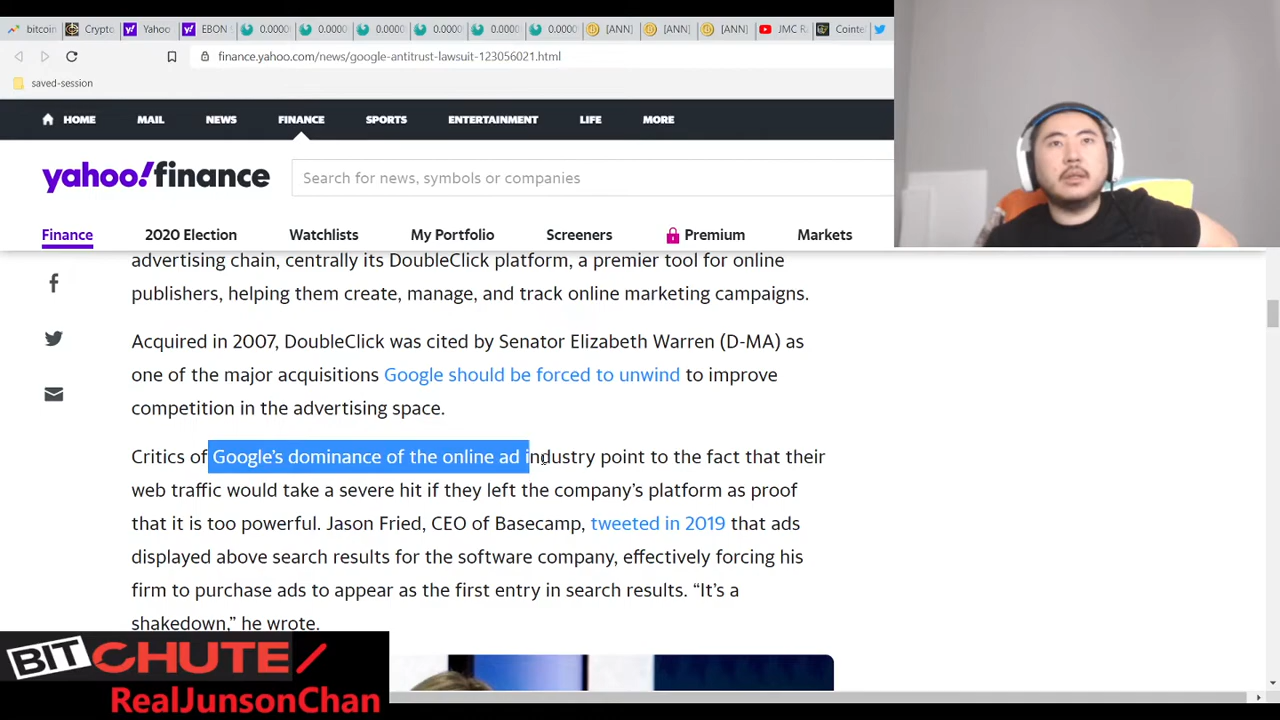 bitcoin
Crypto
Yahoo
EBON
0.0000
0.0000
0.0000
0.0000
0.0000
0.0000
[ANN]
[ANN]
[ANN]
JMC Ra
Cointe
finance.yahoo.com/news/google-antitrust-lawsuit-123056021.html
saved-session
HOME MAIL NEWS FINANCE SPORTS ENTERTAINMENT LIFE MORE
yahoo!finance
Search for news, symbols or companies
Finance 2020 Election Watchlists My Portfolio Screeners Premium Markets
advertising chain, centrally its DoubleClick platform, a premier tool for online
publishers, helping them create, manage, and track online marketing campaigns.
Acquired in 2007, DoubleClick was cited by Senator Elizabeth Warren (D-MA) as
one of the major acquisitions Google should be forced to unwind to improve
competition in the advertising space.
Critics of Google’s dominance of the online ad industry point to the fact that their
web traffic would take a severe hit if they left the company’s platform as proof
that it is too powerful. Jason Fried, CEO of Basecamp, tweeted in 2019 that ads
displayed above search results for the software company, effectively forcing his
firm to purchase ads to appear as the first entry in search results. “It’s a
shakedown,” he wrote.
BITCHUTE/
RealJunsonChan